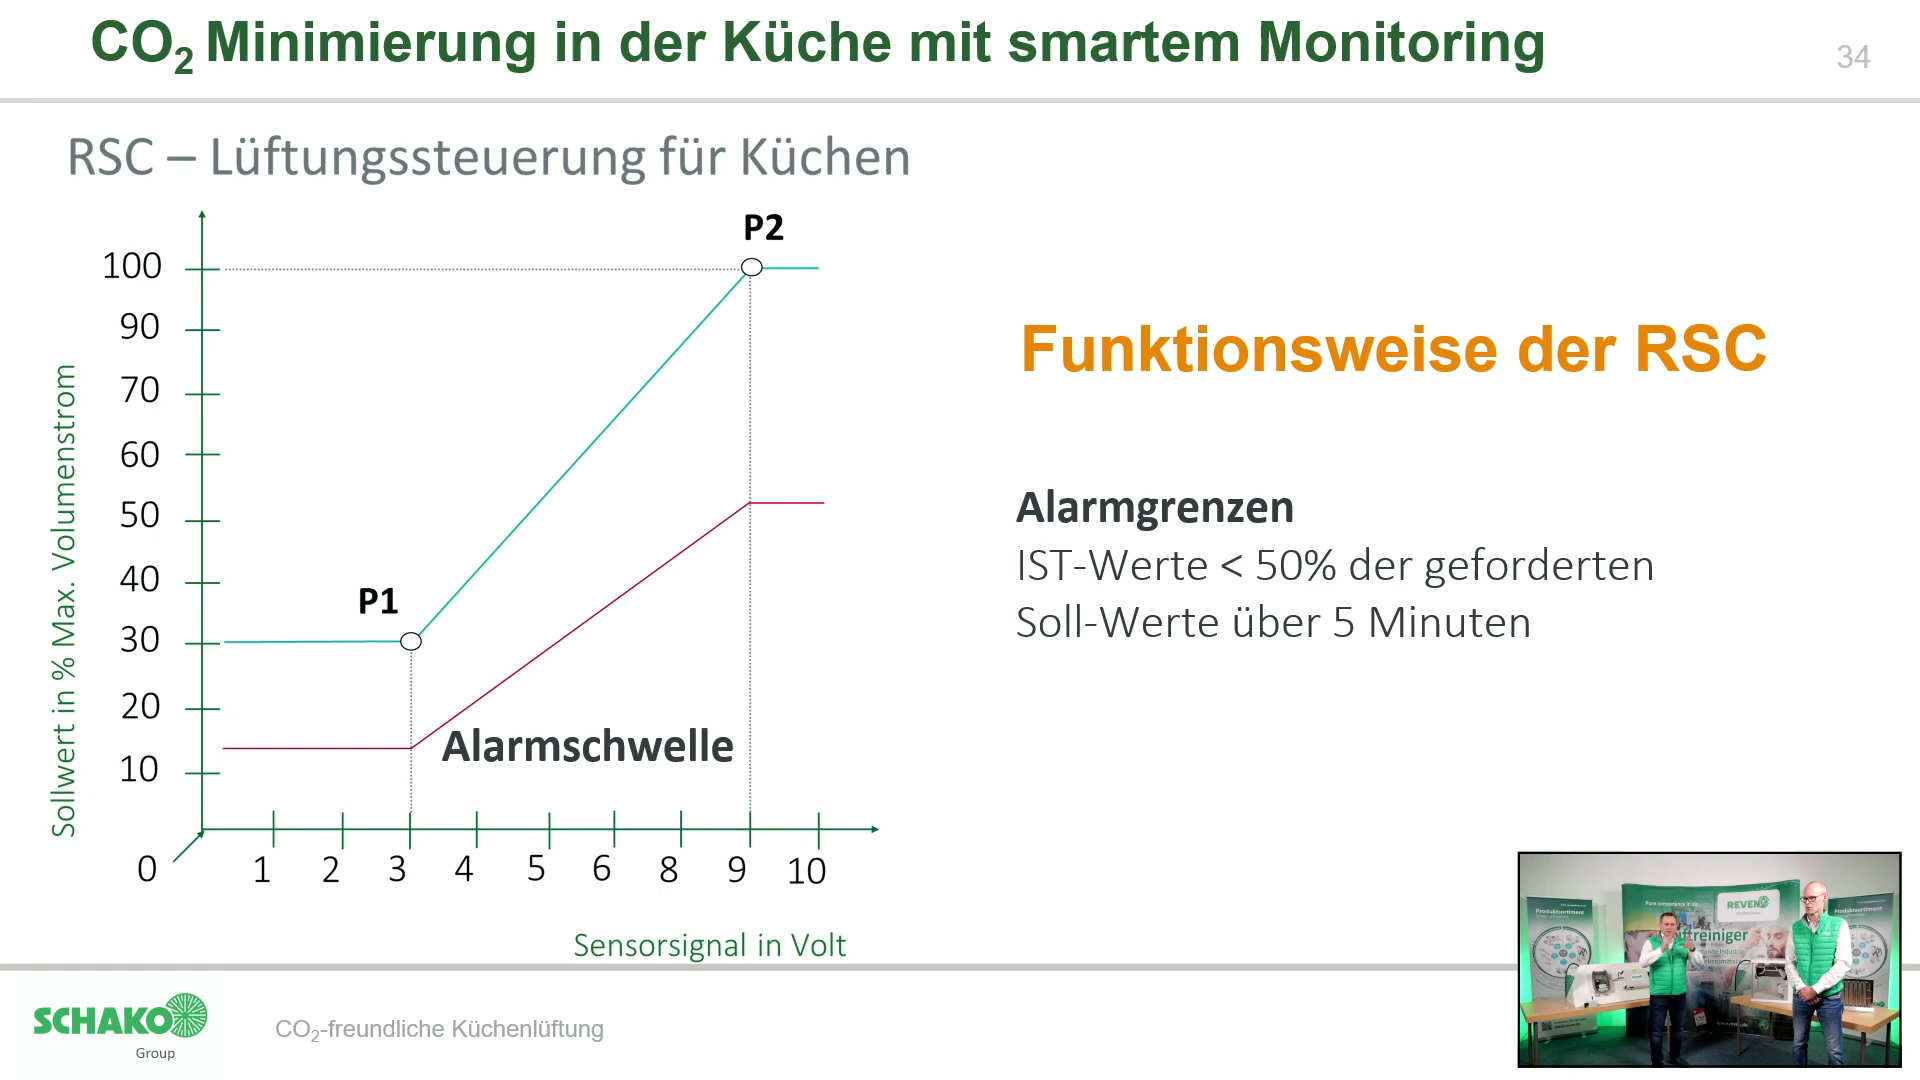 CO2 Minimierung in der Küche mit smartem Monitoring
34
RSC – Lüftungssteuerung für Küchen
P2
100
90
70
60
50
40
30
20
10
0
Sollwert in % Max. Volumenstrom
P1
Alarmschwelle
1 2 3 4 5 6 8 9 10
Sensorsignal in Volt
Funktionsweise der RSC
Alarmgrenzen
IST-Werte < 50% der geforderten
Soll-Werte über 5 Minuten
SCHAKO
Group
CO2-freundliche Küchenlüftung
Produktsortiment
REVEN
Produktsortiment